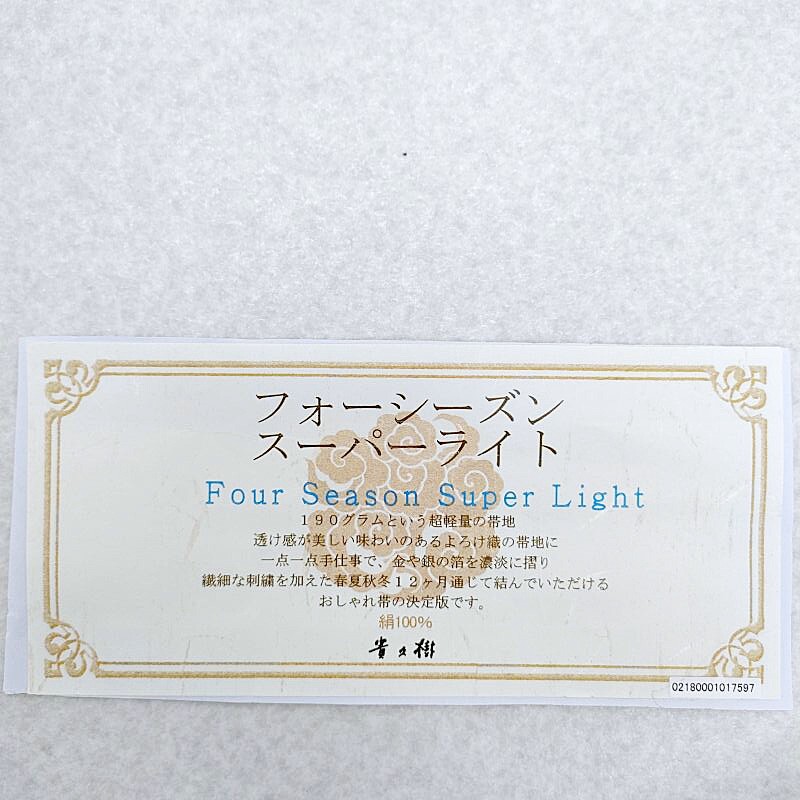 フォーシーズン
スーパーライト
Four Season Super Light
１９０グラムという超軽量の帯地
透け感が美しい味わいのあるよろけ織の帯地に
一点一点手仕事で、金や銀の箔を濃淡に摺り
繊細な刺繍を加えた春夏秋冬１２ヶ月通じて結んでいただける
おしゃれ帯の決定版です。
絹100%
貴久樹
02180001017597